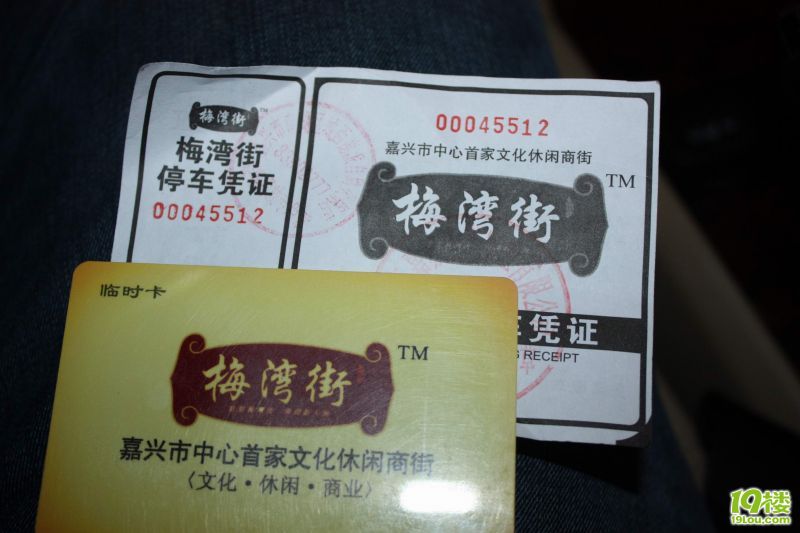 梅湾街 TM
梅湾街
停车凭证
00045512
00045512
嘉兴市中心首家文化休闲商街
梅湾街 TM
车凭证
RECEIPT
临时卡
梅湾街 TM
嘉兴市中心首家文化休闲商街
〈文化·休闲·商业〉
19楼
19lou.com